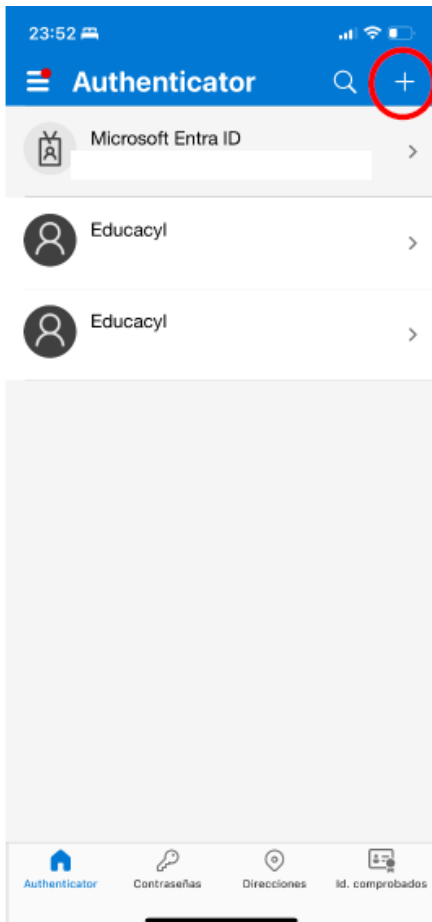 23:52
Authenticator
Microsoft Entra ID
Educacyl
Educacyl
Authenticator Contraseñas Direcciones Id. comprobados